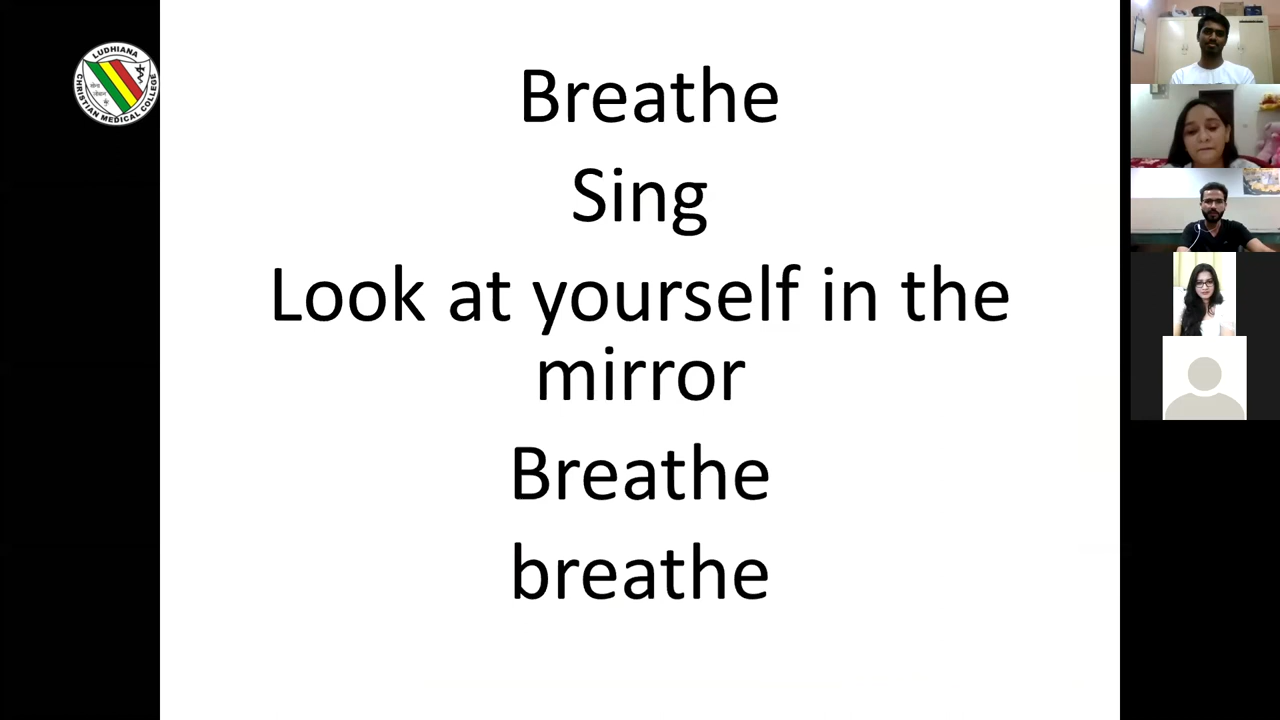 LUDHIANA
CHRISTIAN MEDICAL COLLEGE
Breathe
Sing
Look at yourself in the
mirror
Breathe
breathe